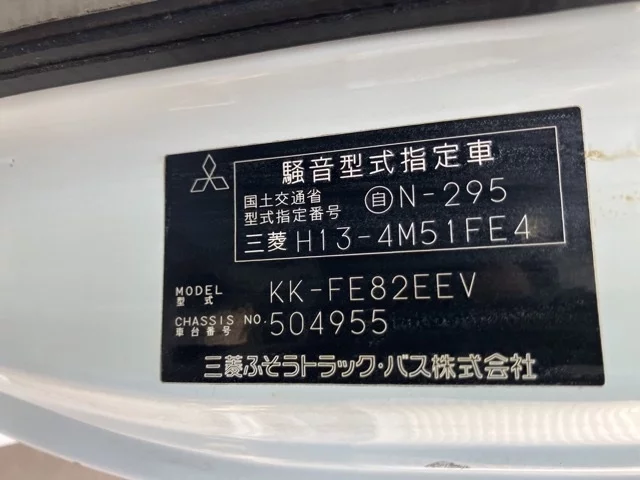 騒音型式指定車
国土交通省
型式指定番号 自N-295
三菱 H13-4M51FE4
MODEL
型式 KK-FE82EEV
CHASSIS NO.
車台番号 504955
三菱ふそうトラック・バス株式会社